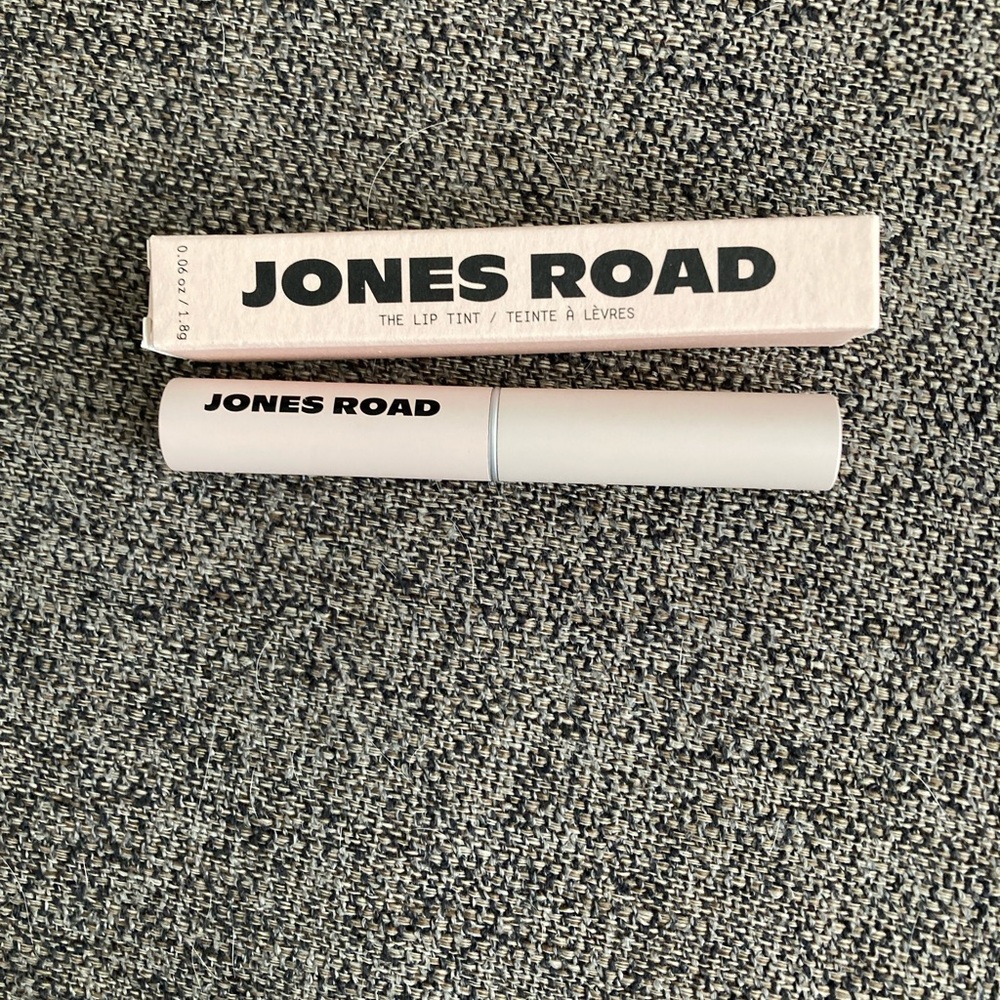 0.06 oz / 1.8g
JONES ROAD
THE LIP TINT / TEINTE À LÈVRES
JONES ROAD